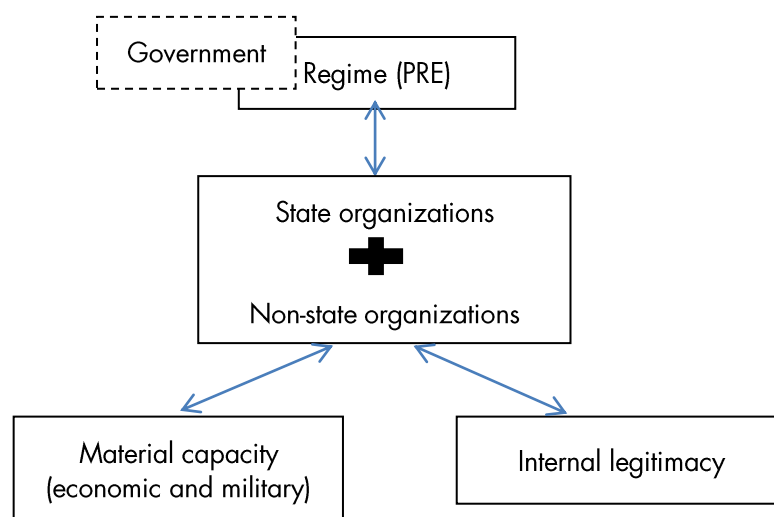 Government
Regime (PRE)
State organizations
Non-state organizations
Material capacity
(economic and military)
Internal legitimacy